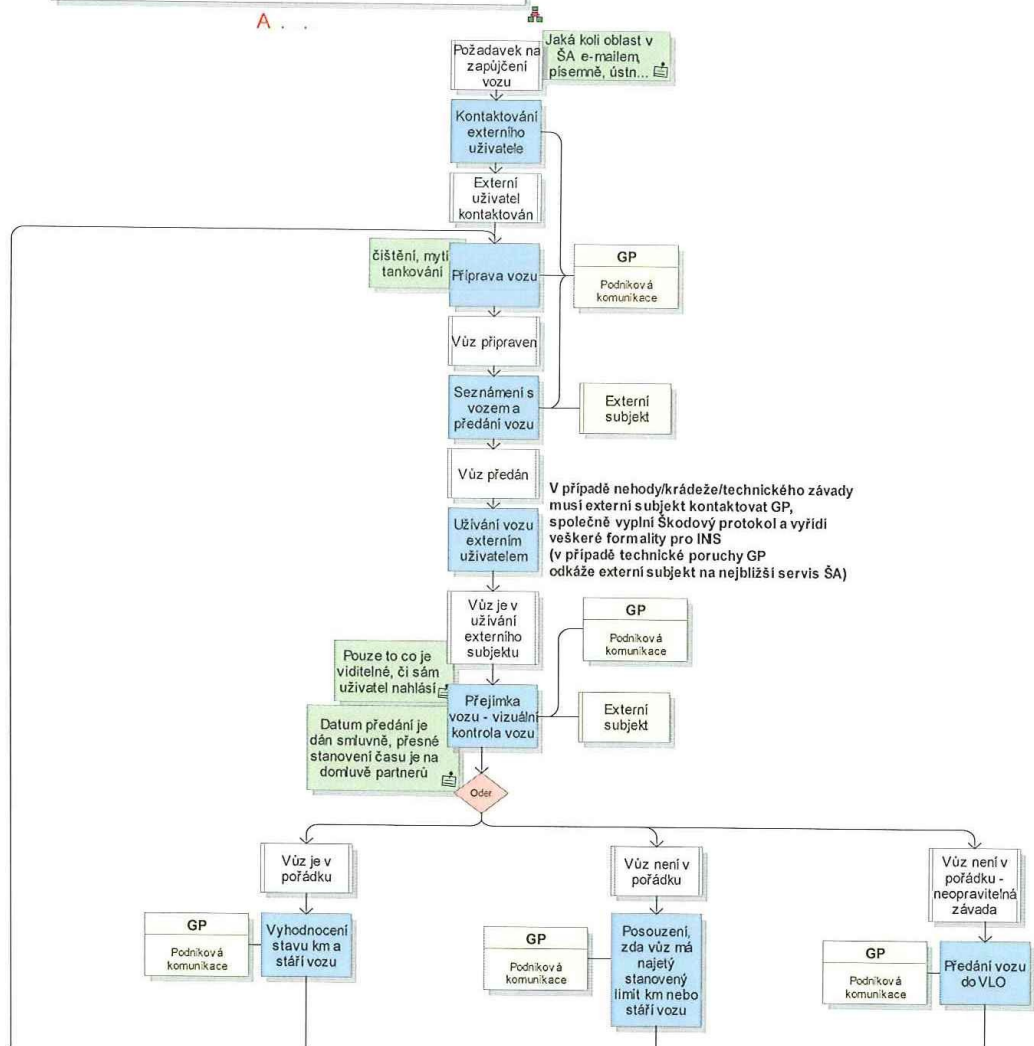 A . . .
Požadavek na
zapůjčení
vozu
Jaká koli oblast v
ŠA e-mailem,
písemně, ústn...
Kontaktování
externího
uživatele
Externí
uživatel
kontaktován
čištění, mytí
tankování
Příprava vozu
GP
Podniková
komunikace
Vůz připraven
Seznámení s
vozem a
předání vozu
Externí
subjekt
Vůz předán
V případě nehody/krádeže/technického závady
musí externí subjekt kontaktovat GP,
společně vyplní Škodový protokol a vyřídí
veškeré formality pro INS
(v případě technické poruchy GP
odkáže externí subjekt na nejbližší servis ŠA)
Užívání vozu
externím
uživatelem
Vůz je v
užívání
externího
subjektu
GP
Podniková
komunikace
Pouze to co je
viditelné, či sám
uživatel nahlásí
Přejímka
vozu - vizuální
kontrola vozu
Externí
subjekt
Datum předání je
dán smluvně, přesné
stanovení času je na
domluvě partnerů
Oder
Vůz je v
pořádku
Vůz není v
pořádku
Vůz není v
pořádku -
neopravitelná
závada
GP
Podniková
komunikace
Vyhodnocení
stavu km a
stáří vozu
GP
Podniková
komunikace
Posouzení,
zda vůz má
najetý
stanovený
limit km nebo
stáří vozu
GP
Podniková
komunikace
Předání vozu
do VLO